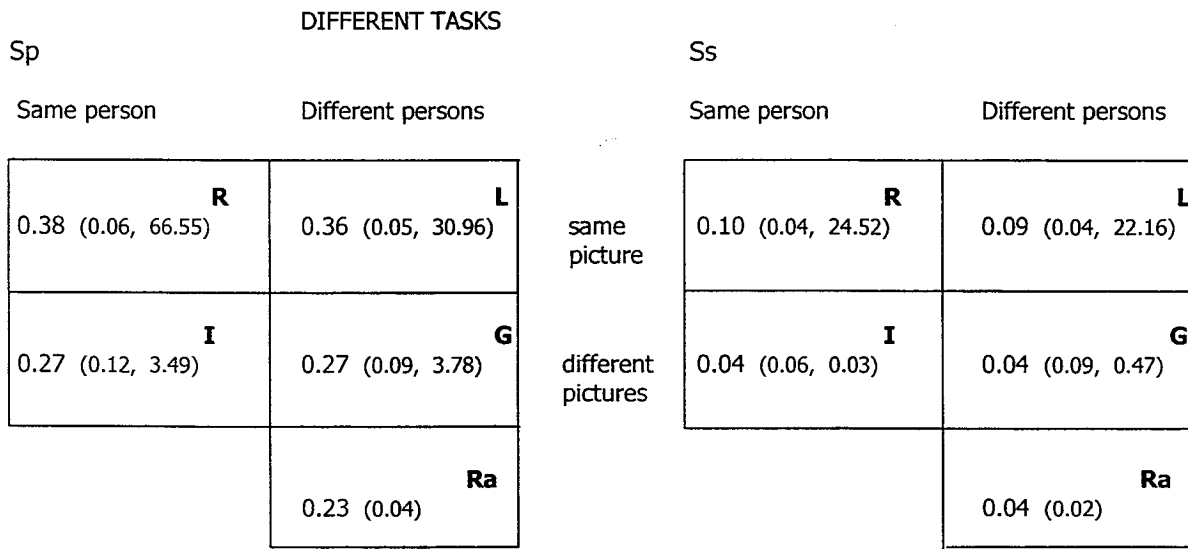 DIFFERENT TASKS
Sp Ss
Same person Different persons Same person Different persons
R L R L
0.38 (0.06, 66.55) 0.36 (0.05, 30.96) same picture 0.10 (0.04, 24.52) 0.09 (0.04, 22.16)
I G I G
0.27 (0.12, 3.49) 0.27 (0.09, 3.78) different pictures 0.04 (0.06, 0.03) 0.04 (0.09, 0.47)
Ra Ra
0.23 (0.04) 0.04 (0.02)